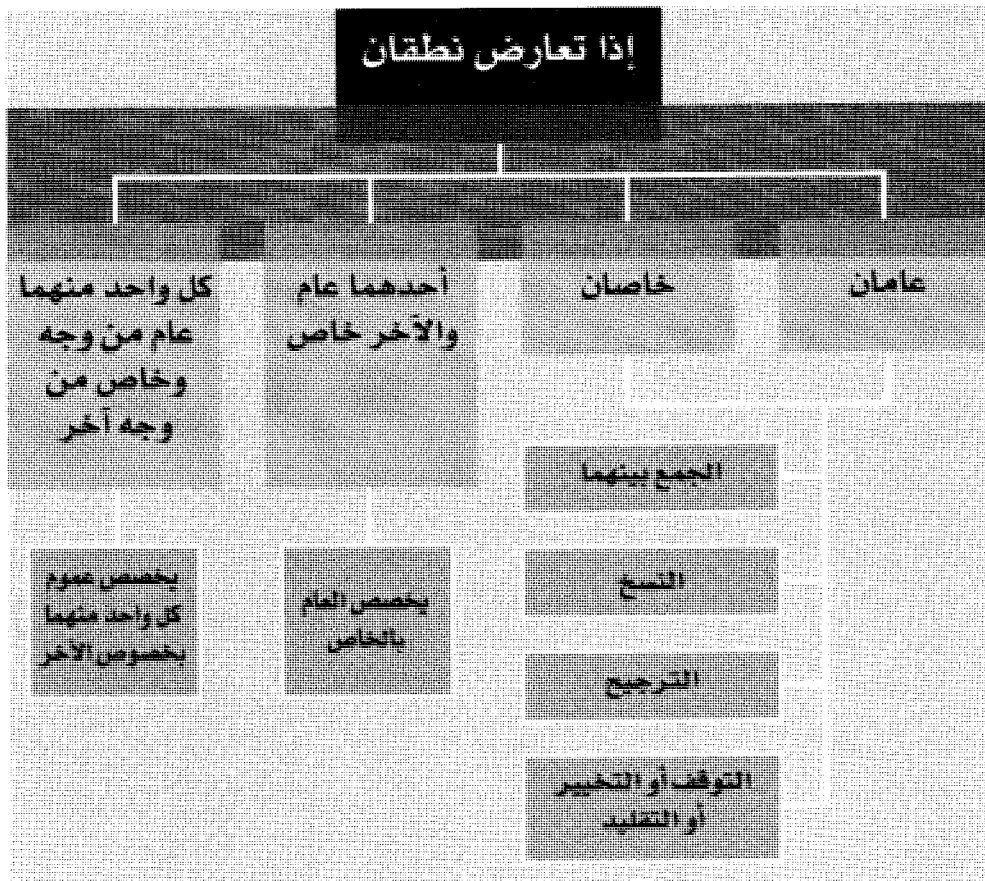 إذا تعارض نطقان
عامان
خاصان
أحدهما عام
والآخر خاص
كل واحد منهما
عام من وجه
وخاص من
وجه آخر
الجمع بينهما
النسخ
الترجيح
التوقف أو التخيير
أو التقليد
يخصص العام
بالخاص
يخصص عموم
كل واحد منهما
بخصوص الآخر